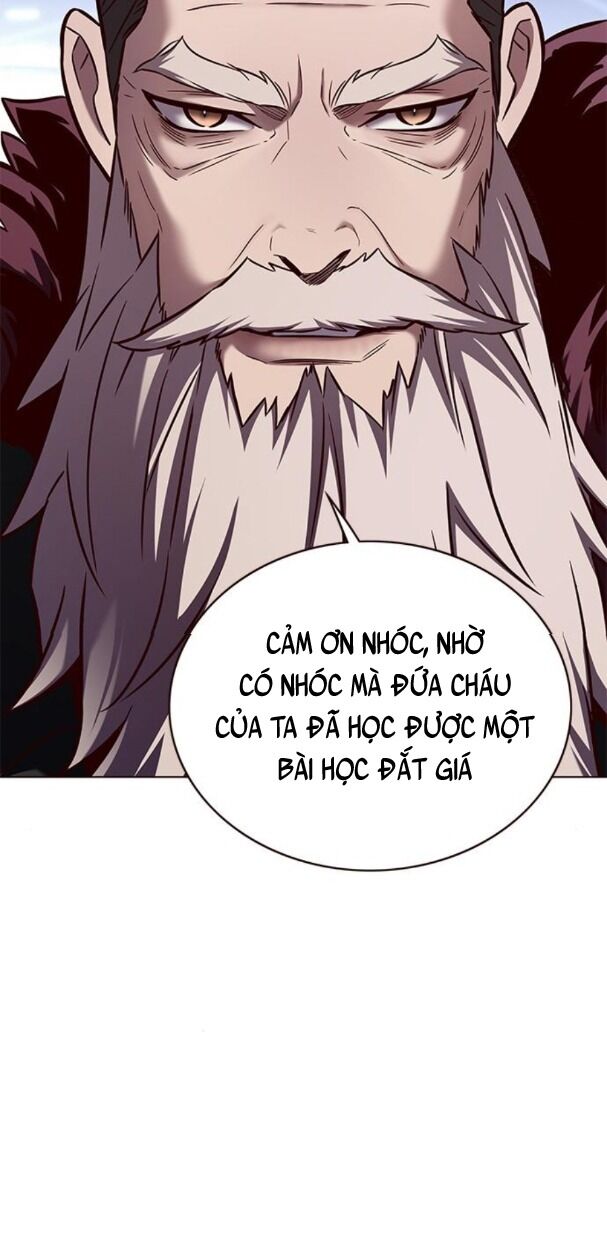 CẢM ƠN NHÓC, NHỜ
CÓ NHÓC MÀ ĐỨA CHÁU
CỦA TA ĐÃ HỌC ĐƯỢC MỘT
BÀI HỌC ĐẮT GIÁ